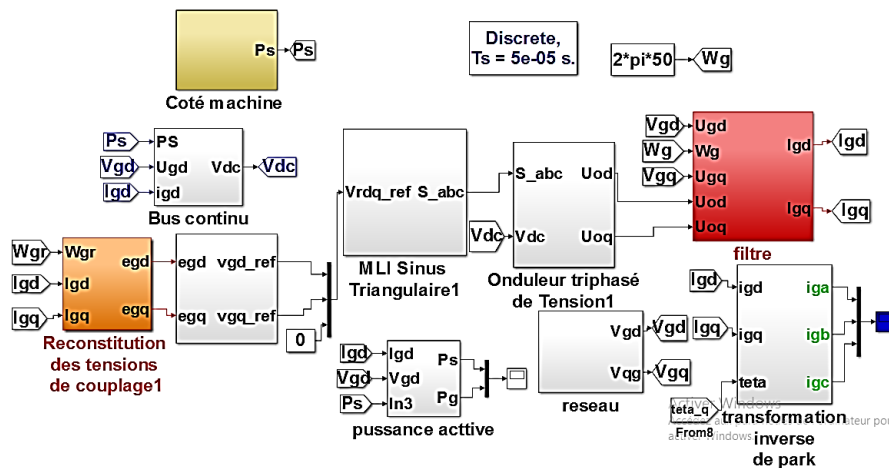 Ps
Ps
Coté machine
Discrete,
Ts = 5e-05 s.
2*pi*50
Wg
Ps
Vgd
Igd
PS
Ugd
igd
Vdc
Vdc
Bus continu
Vrdq_ref
S_abc
MLI Sinus
Triangulaire1
Vdc
S_abc
Vdc
Uod
Uoq
Onduleur triphasé
de Tension1
Vgd
Wg
Vgq
Ugd
Wg
Ugq
Uod
Uoq
Igd
Igq
Igd
Igq
filtre
Wgr
Igd
Igq
Wgr
Igd
Igq
egd
egq
Reconstitution
des tensions
de couplage1
egd
egq
vgd_ref
vgq_ref
0
Igd
Vgd
Ps
Igd
Vgd
In3
Ps
Pg
pussance acttive
Vgd
Vqg
Vgd
Vgq
reseau
Igd
Igq
teta_q
From8
igd
igq
teta
iga
igb
igc
transformation
inverse
de park
Activer Windows
activer Windows.